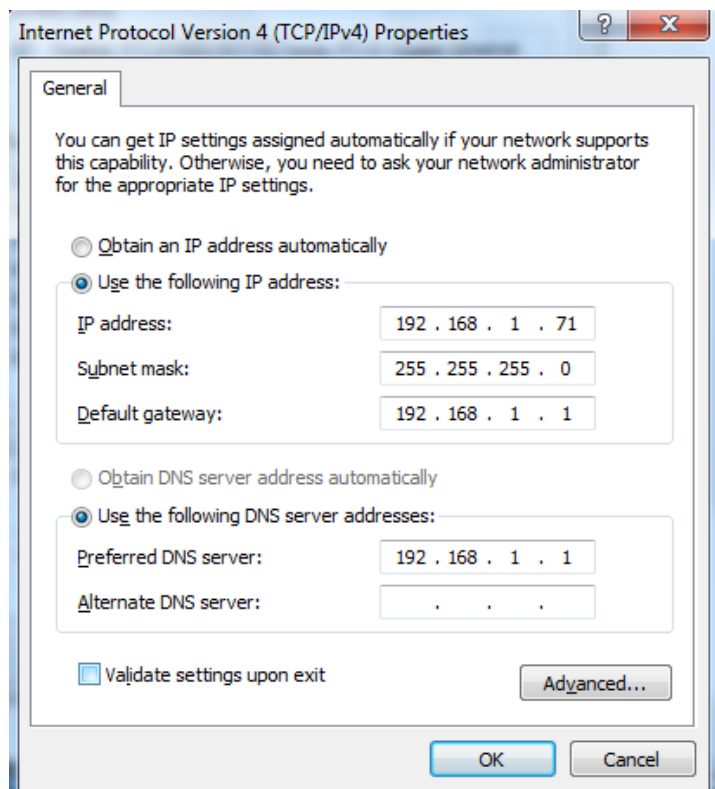 Internet Protocol Version 4 (TCP/IPv4) Properties
General
You can get IP settings assigned automatically if your network supports
this capability. Otherwise, you need to ask your network administrator
for the appropriate IP settings.
Obtain an IP address automatically
Use the following IP address:
IP address: 192 . 168 . 1 . 71
Subnet mask: 255 . 255 . 255 . 0
Default gateway: 192 . 168 . 1 . 1
Obtain DNS server address automatically
Use the following DNS server addresses:
Preferred DNS server: 192 . 168 . 1 . 1
Alternate DNS server: . . .
Validate settings upon exit
Advanced...
OK Cancel